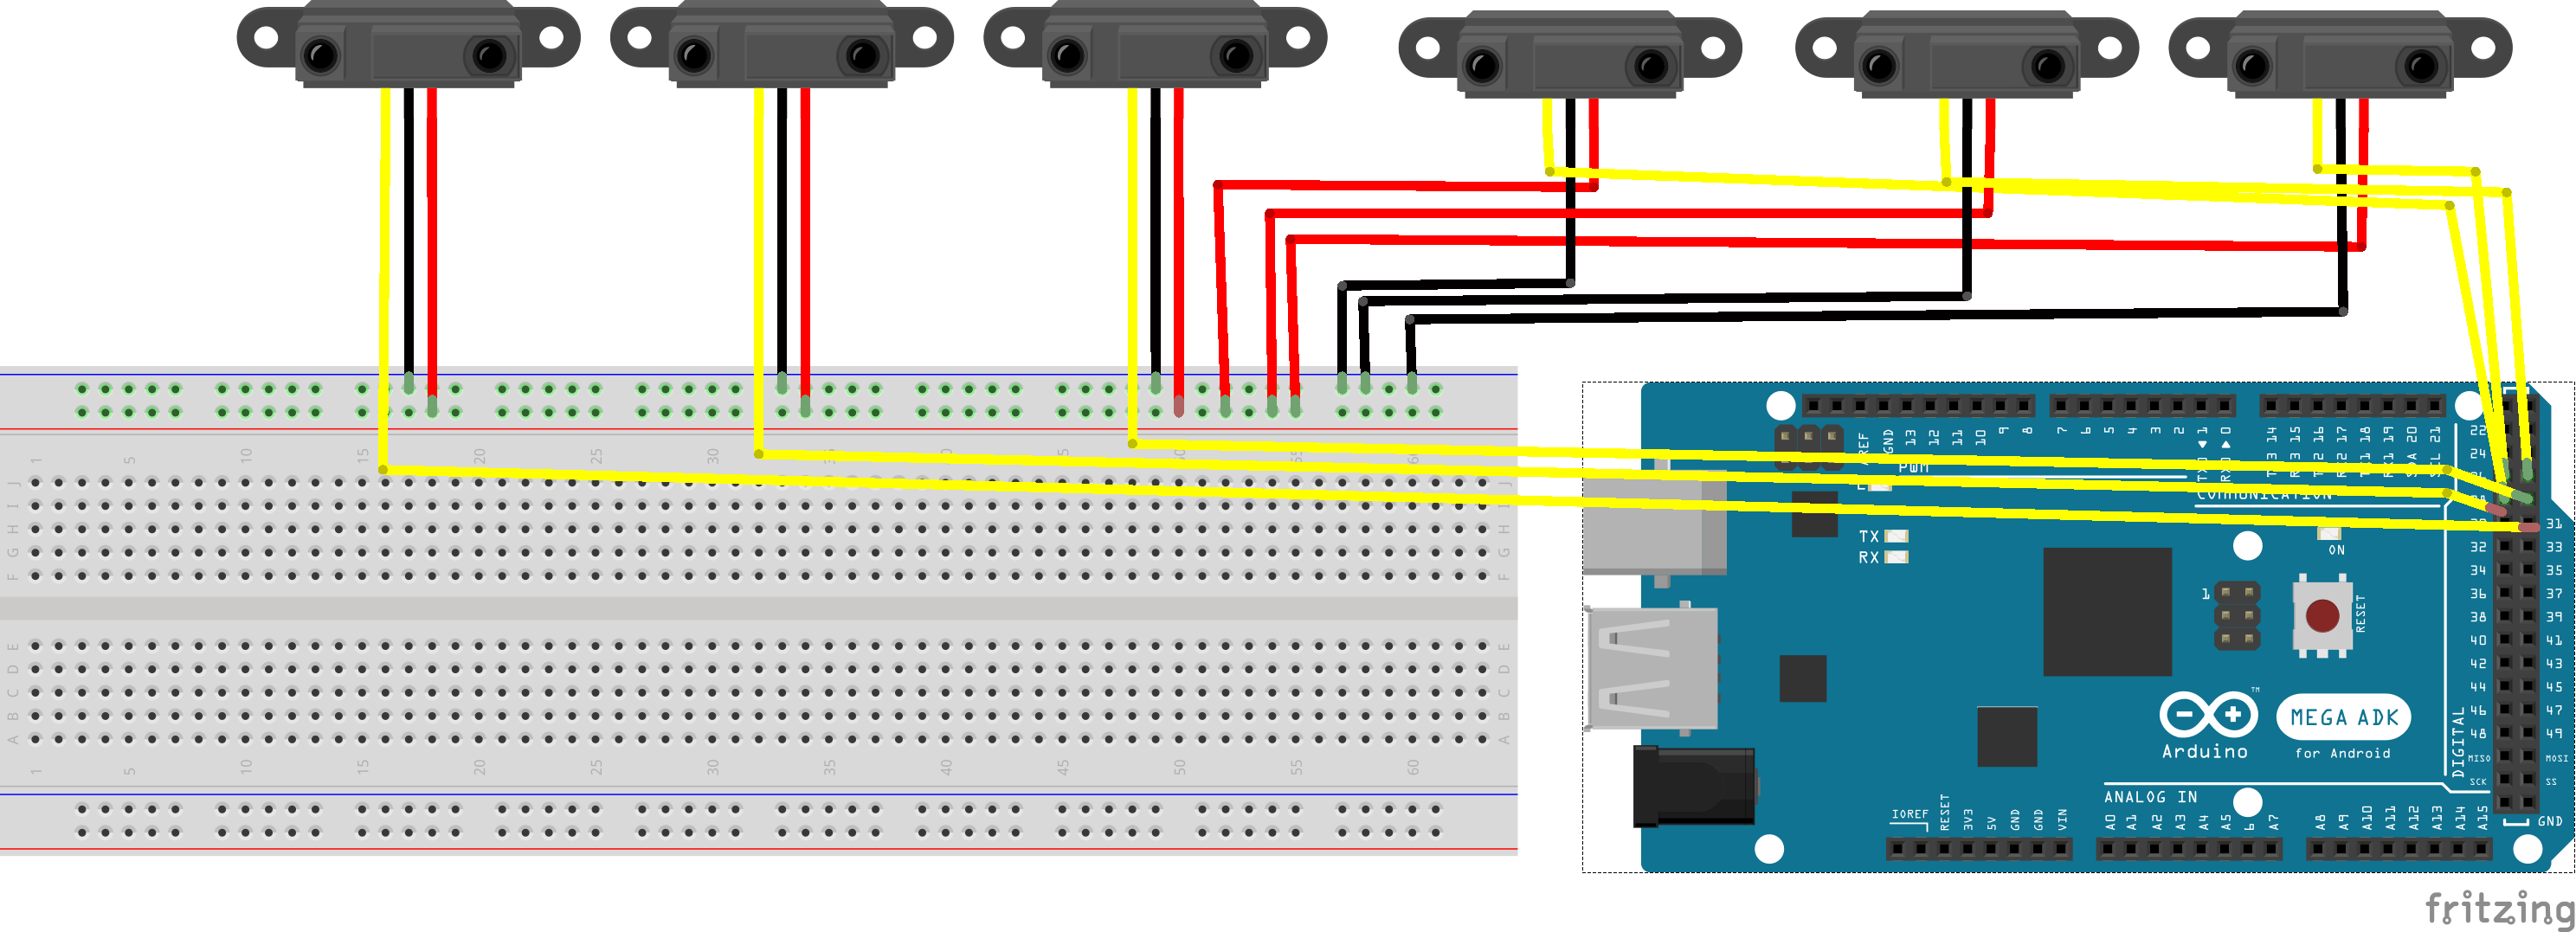 1 5 10 15 20 25 30 45 50 55 60
J J
I I
H H
G G
F F
E E
D D
C C
B B
A A
1 5 10 15 20 25 30 35 40 45 50 55 60
AREF GND 13 12 11 10 9 8 7 6 5 4 3 2 TX0 1 RX0 0 TX3 14 RX3 15 TX2 16 RX2 17 TX1 18 RX1 19 SDA 20 SCL 21
PWM
COMMUNICATION
22
24
31
TX
RX
ON
32 33
34 35
36 37
38 39
40 41
42 43
44 45
46 47
48 49
MISO MOSI
SCK SS
1
RESET
DIGITAL
TM
Arduino
MEGA ADK
for Android
ANALOG IN
IOREF RESET 3V3 5V GND GND VIN A0 A1 A2 A3 A4 A5 6 A7 A8 A9 A10 A11 A12 A13 A14 A15
GND
fritzing